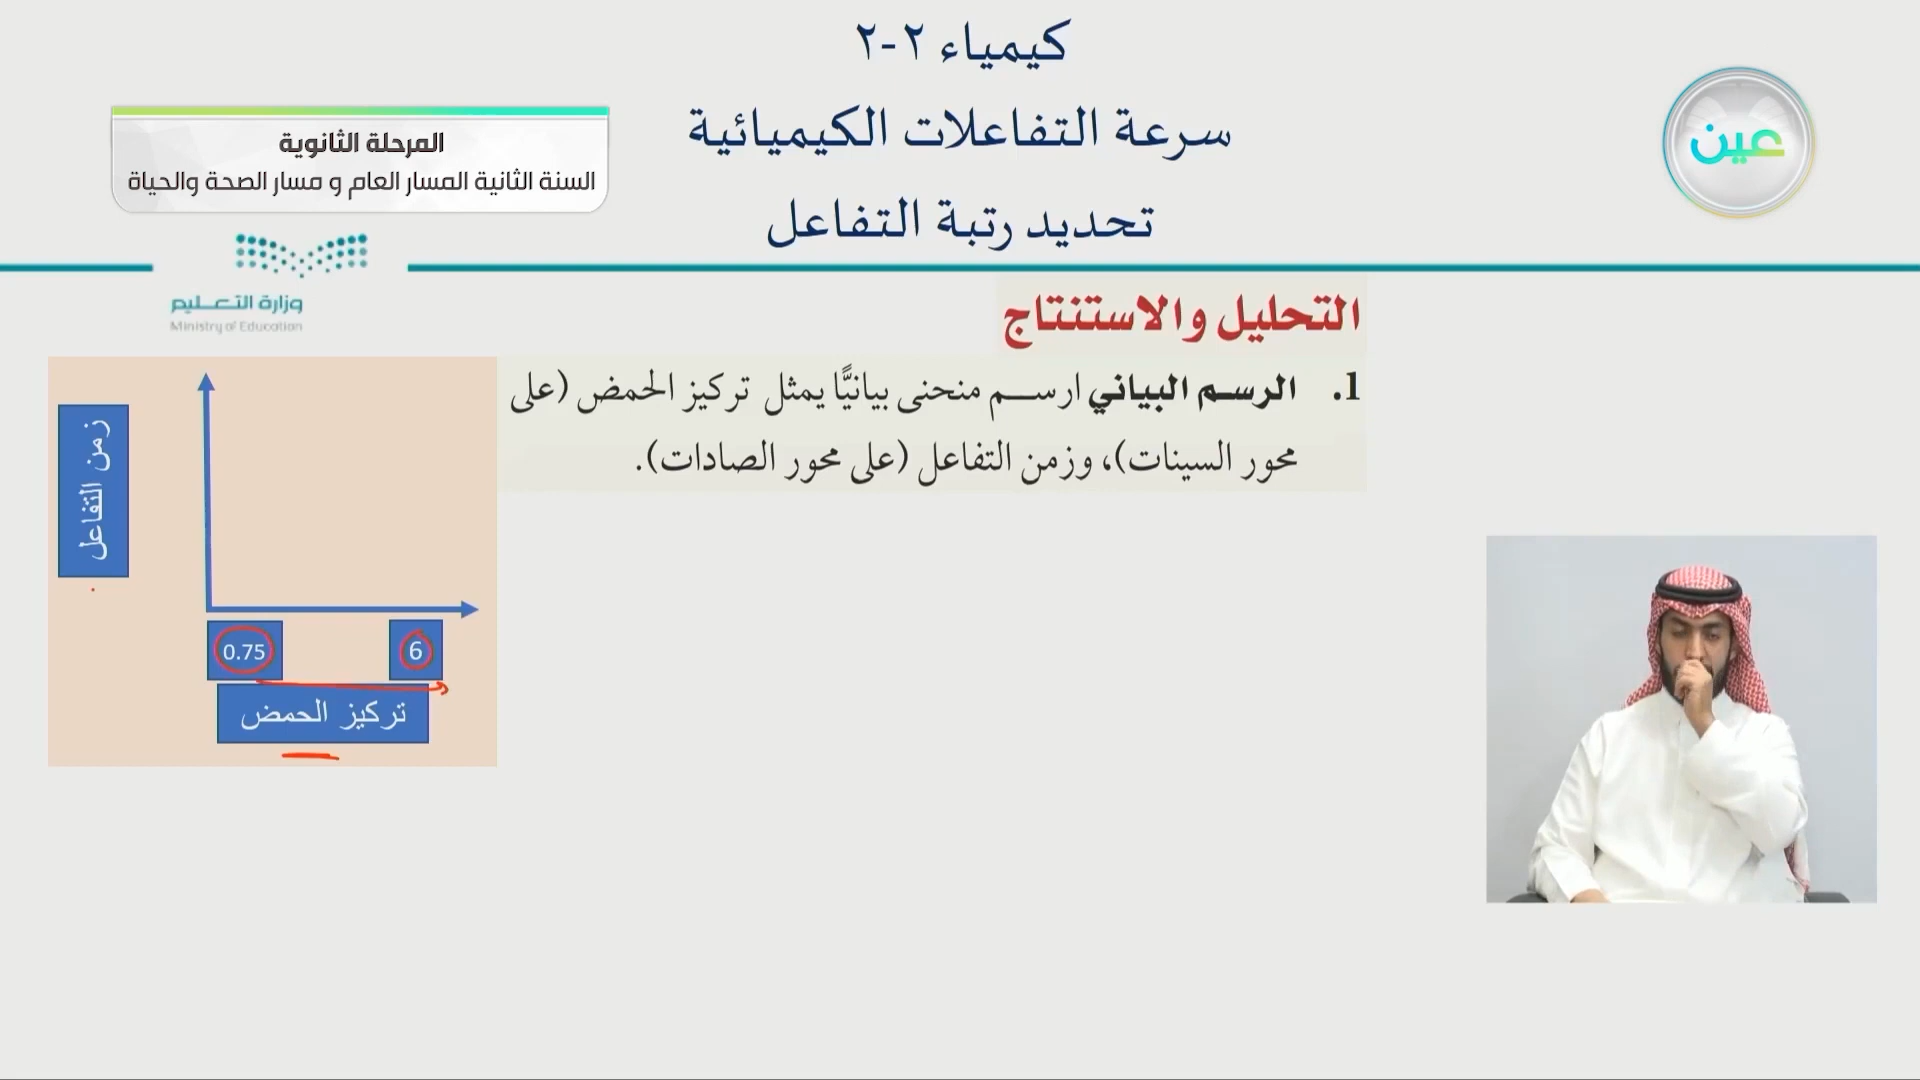 كيمياء ٢-٢
سرعة التفاعلات الكيميائية
تحديد رتبة التفاعل
عين
المرحلة الثانوية
السنة الثانية المسار العام و مسار الصحة والحياة
وزارة التعليم
Ministry of Education
التحليل والاستنتاج
1. الرسم البياني ارسم منحنى بيانيًّا يمثل تركيز الحمض (على
محور السينات)، وزمن التفاعل (على محور الصادات).
زمن التفاعل
0.75
6
تركيز الحمض